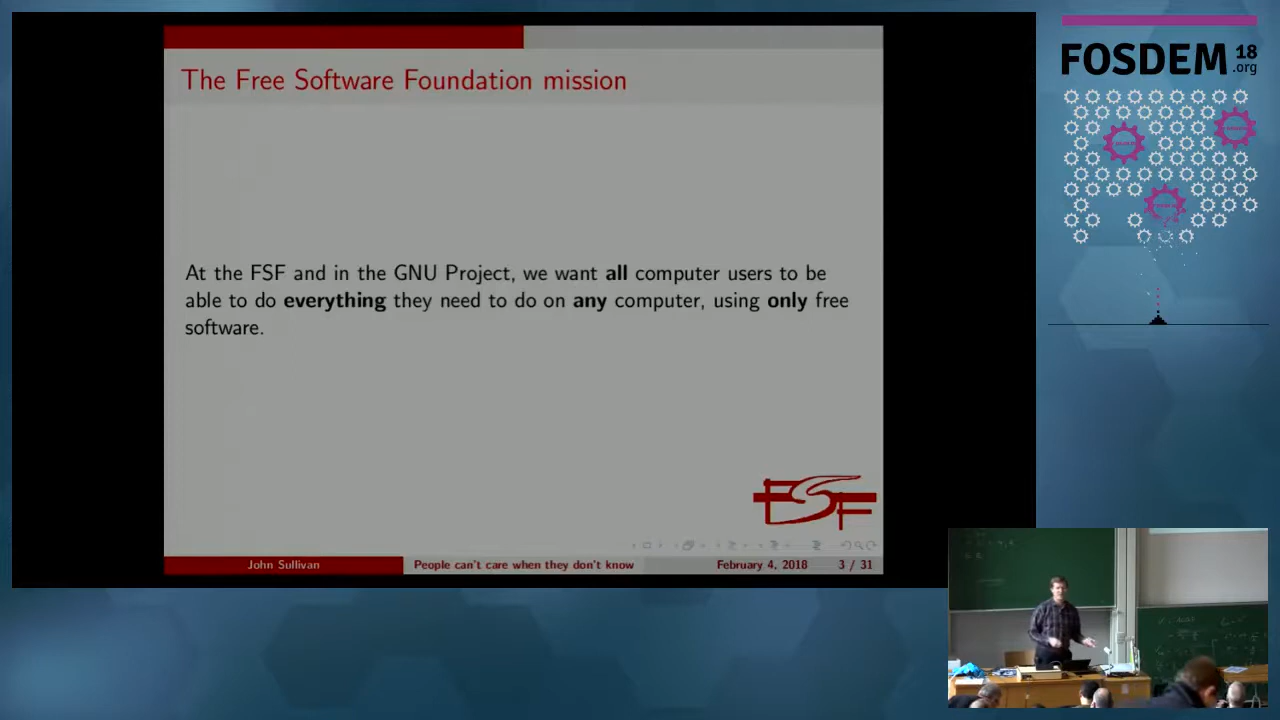 The Free Software Foundation mission
At the FSF and in the GNU Project, we want all computer users to be
able to do everything they need to do on any computer, using only free
software.
FSF
John Sullivan
People can't care when they don't know
February 4, 2018
3 / 31
FOSDEM 18
.org